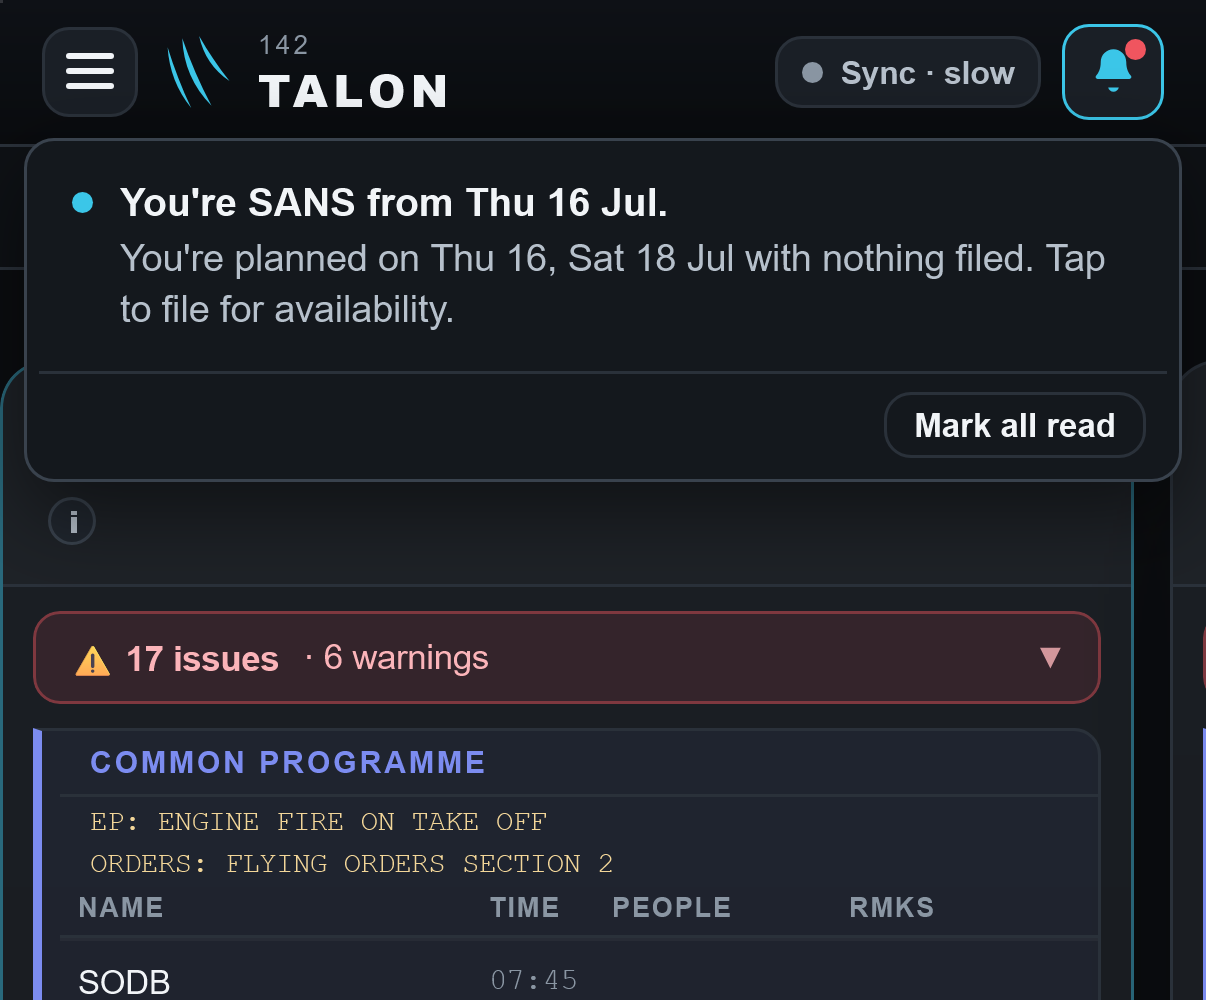 142
TALON
Sync · slow
You're SANS from Thu 16 Jul.
You're planned on Thu 16, Sat 18 Jul with nothing filed. Tap
to file for availability.
Mark all read
i
17 issues · 6 warnings
COMMON PROGRAMME
EP: ENGINE FIRE ON TAKE OFF
ORDERS: FLYING ORDERS SECTION 2
NAME TIME PEOPLE RMKS
SODB 07:45